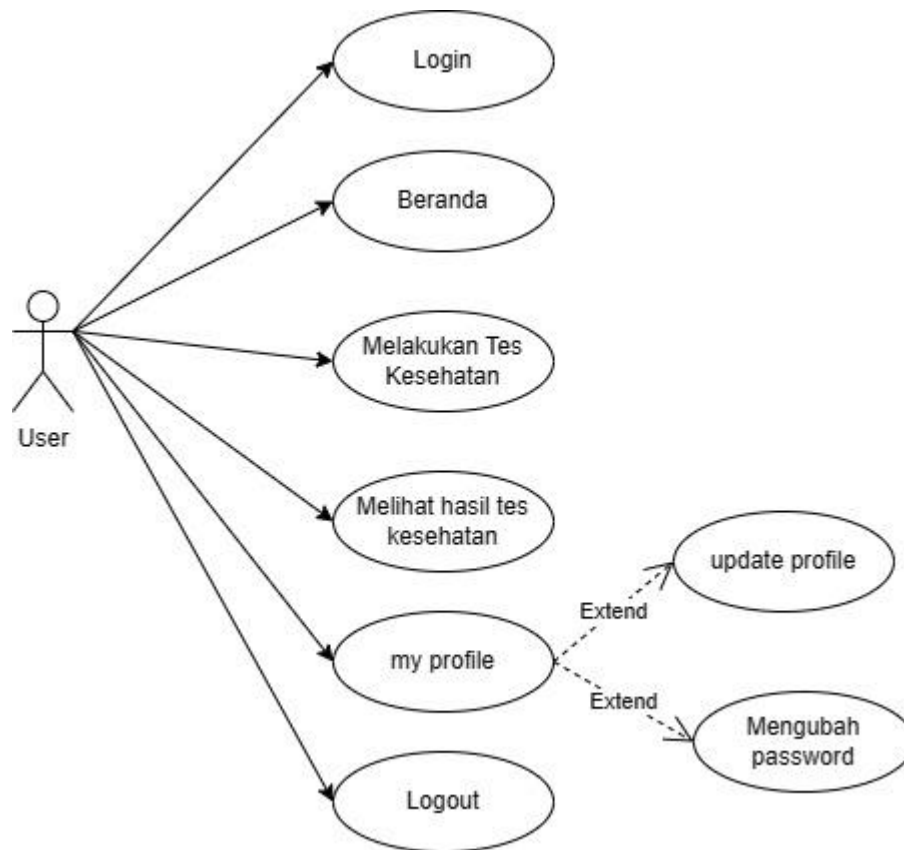 Login
Beranda
Melakukan Tes
Kesehatan
User
Melihat hasil tes
kesehatan
update profile
Extend
my profile
Extend
Mengubah
password
Logout